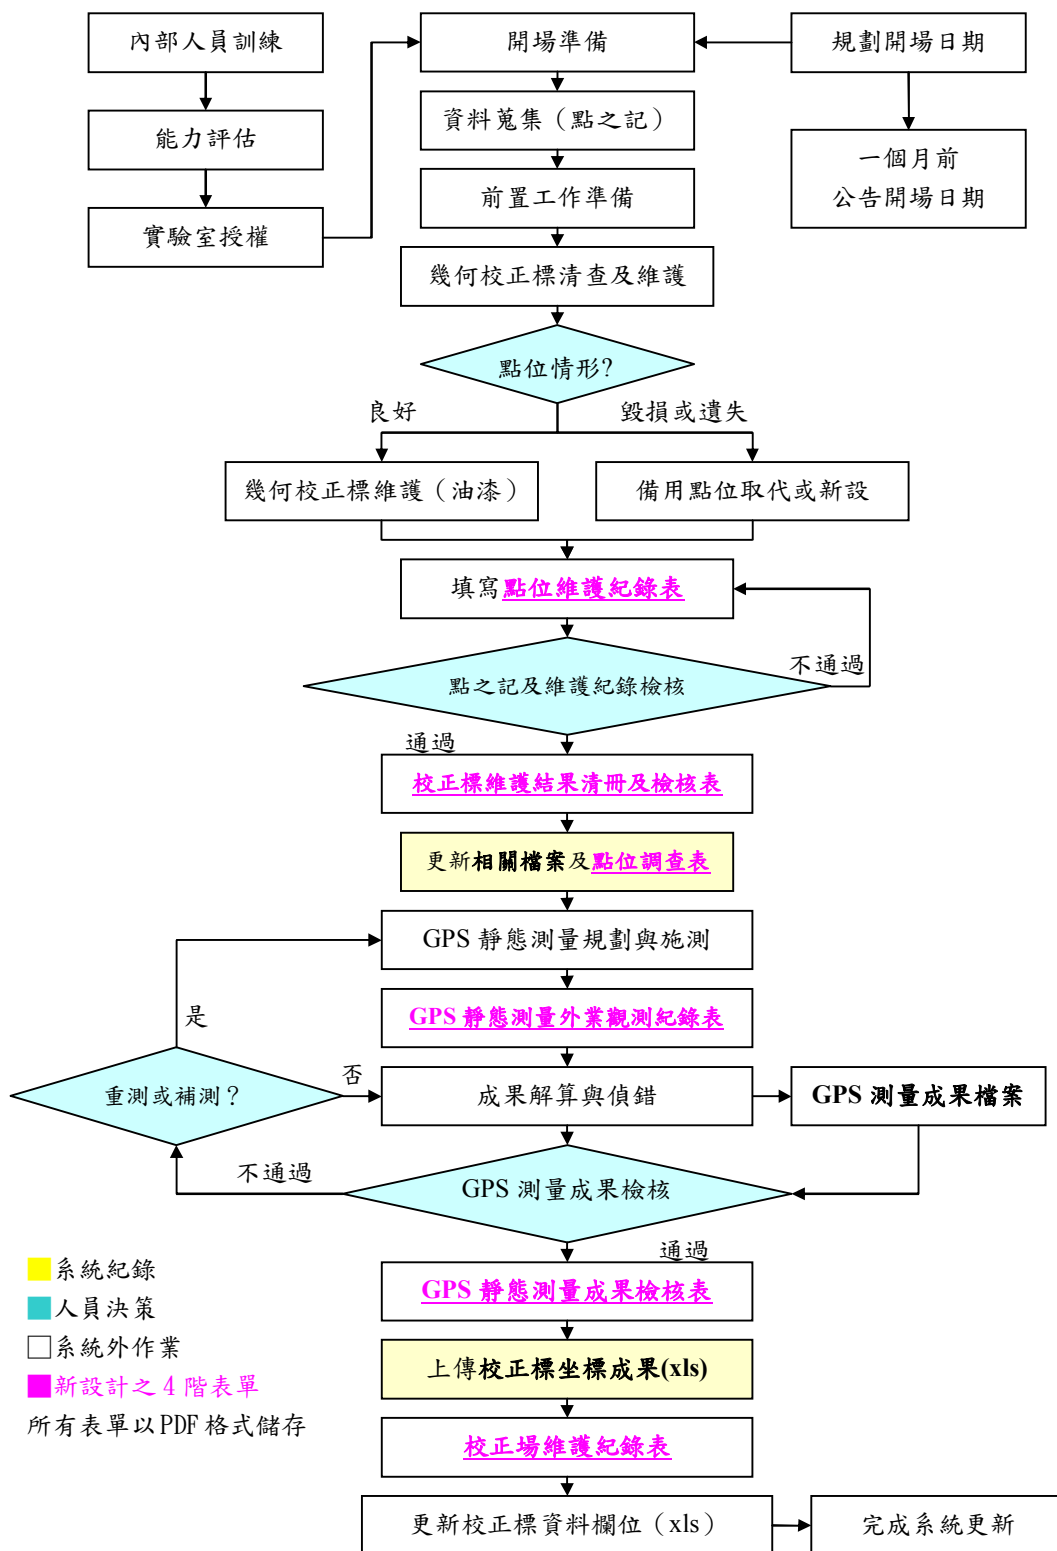 內部人員訓練
開場準備
規劃開場日期
能力評估
資料蒐集（點之記）
一個月前
公告開場日期
實驗室授權
前置工作準備
幾何校正標清查及維護
點位情形?
良好
毀損或遺失
幾何校正標維護（油漆）
備用點位取代或新設
填寫點位維護紀錄表
不通過
點之記及維護紀錄檢核
通過
校正標維護結果清冊及檢核表
更新相關檔案及點位調查表
GPS 靜態測量規劃與施測
是
GPS 靜態測量外業觀測紀錄表
重測或補測？
否
成果解算與偵錯
GPS 測量成果檔案
不通過
GPS 測量成果檢核
通過
系統紀錄
人員決策
系統外作業
新設計之 4 階表單
所有表單以PDF格式儲存
GPS 靜態測量成果檢核表
上傳校正標坐標成果(xls)
校正場維護紀錄表
更新校正標資料欄位（xls）
完成系統更新